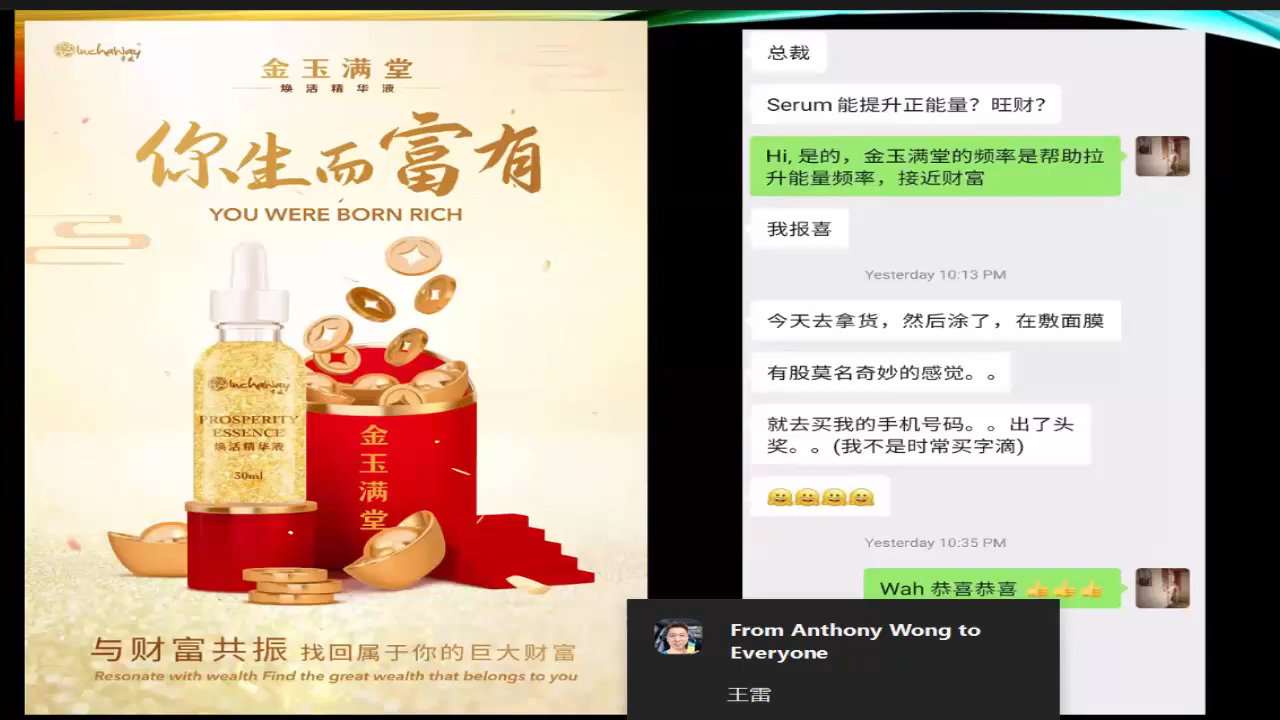 金玉满堂
焕活精华液
你生而富有
YOU WERE BORN RICH
PROSPERITY
ESSENCE
焕活精华液
30ml
金
玉
满
堂
与财富共振 找回属于你的巨大财富
Resonate with wealth Find the great wealth that belongs to you
总裁
Serum 能提升正能量？旺财？
Hi, 是的，金玉满堂的频率是帮助拉
升能量频率，接近财富
我报喜
Yesterday 10:13 PM
今天去拿货，然后涂了，在敷面膜
有股莫名奇妙的感觉。。
就去买我的手机号码。。出了头
奖。。(我不是时常买字滴)
Yesterday 10:35 PM
Wah 恭喜恭喜
From Anthony Wong to
Everyone
王雷